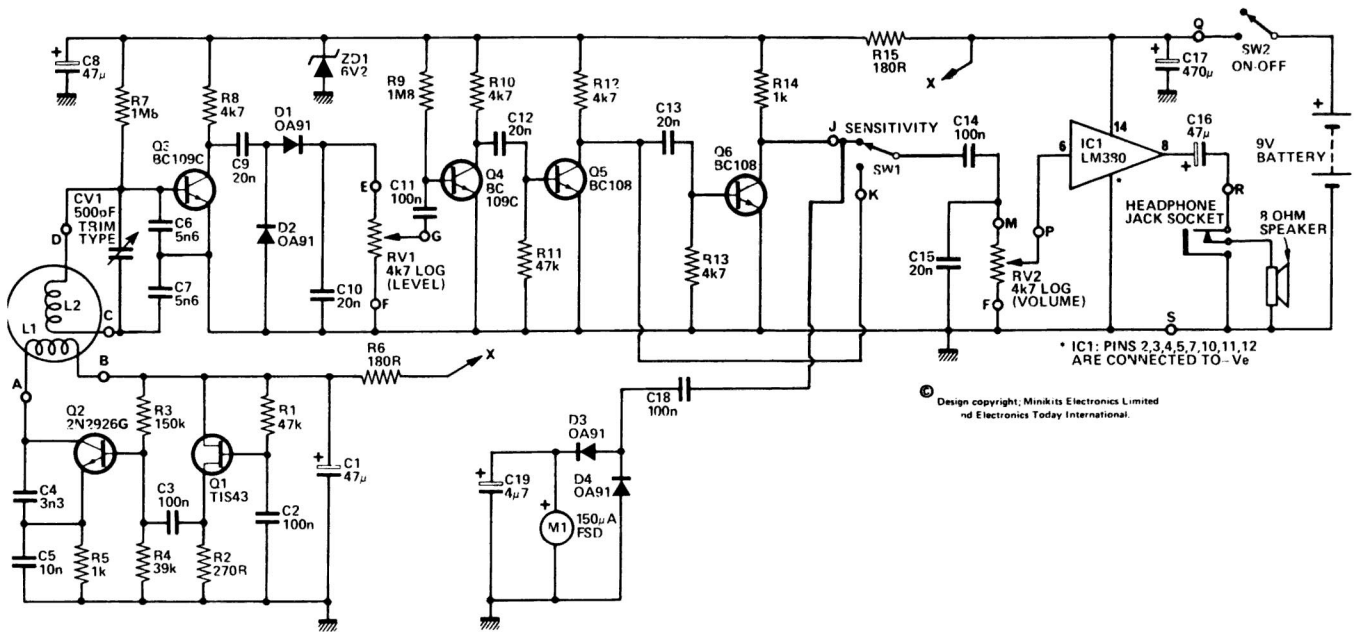 C8
47μ
R7
1M8
R8
4k7
ZD1
6V2
R9
1M8
R10
4k7
R12
4k7
R15
180R
R14
1k
X
Q
SW2
ON-OFF
C17
470μ
D1
OA91
C9
20n
C12
20n
C13
20n
Q3
BC109C
Q4
BC
109C
Q5
BC108
Q6
BC108
J
SENSITIVITY
SW1
K
C14
100n
6
14
IC1
LM380
8
C16
47μ
9V
BATTERY
CV1
500pF
TRIM
TYPE
D
C6
5n6
C7
5n6
D2
OA91
E
C11
100n
G
RV1
4k7 LOG
(LEVEL)
F
C10
20n
R11
47k
R13
4k7
C15
20n
M
P
RV2
4k7 LOG
(VOLUME)
F
R
HEADPHONE
JACK SOCKET
8 OHM
SPEAKER
S
L2
L1
C
B
A
R6
180R
X
* IC1: PINS 2,3,4,5,7,10,11,12
ARE CONNECTED TO -Ve
© Design copyright; Minikits Electronics Limited
nd Electronics Today International.
Q2
2N2926G
R3
150k
R1
47k
Q1
TIS43
C1
47μ
C4
3n3
C3
100n
C2
100n
C5
10n
R5
1k
R4
39k
R2
270R
C18
100n
D3
OA91
D4
OA91
C19
4μ7
M1
150μA
FSD